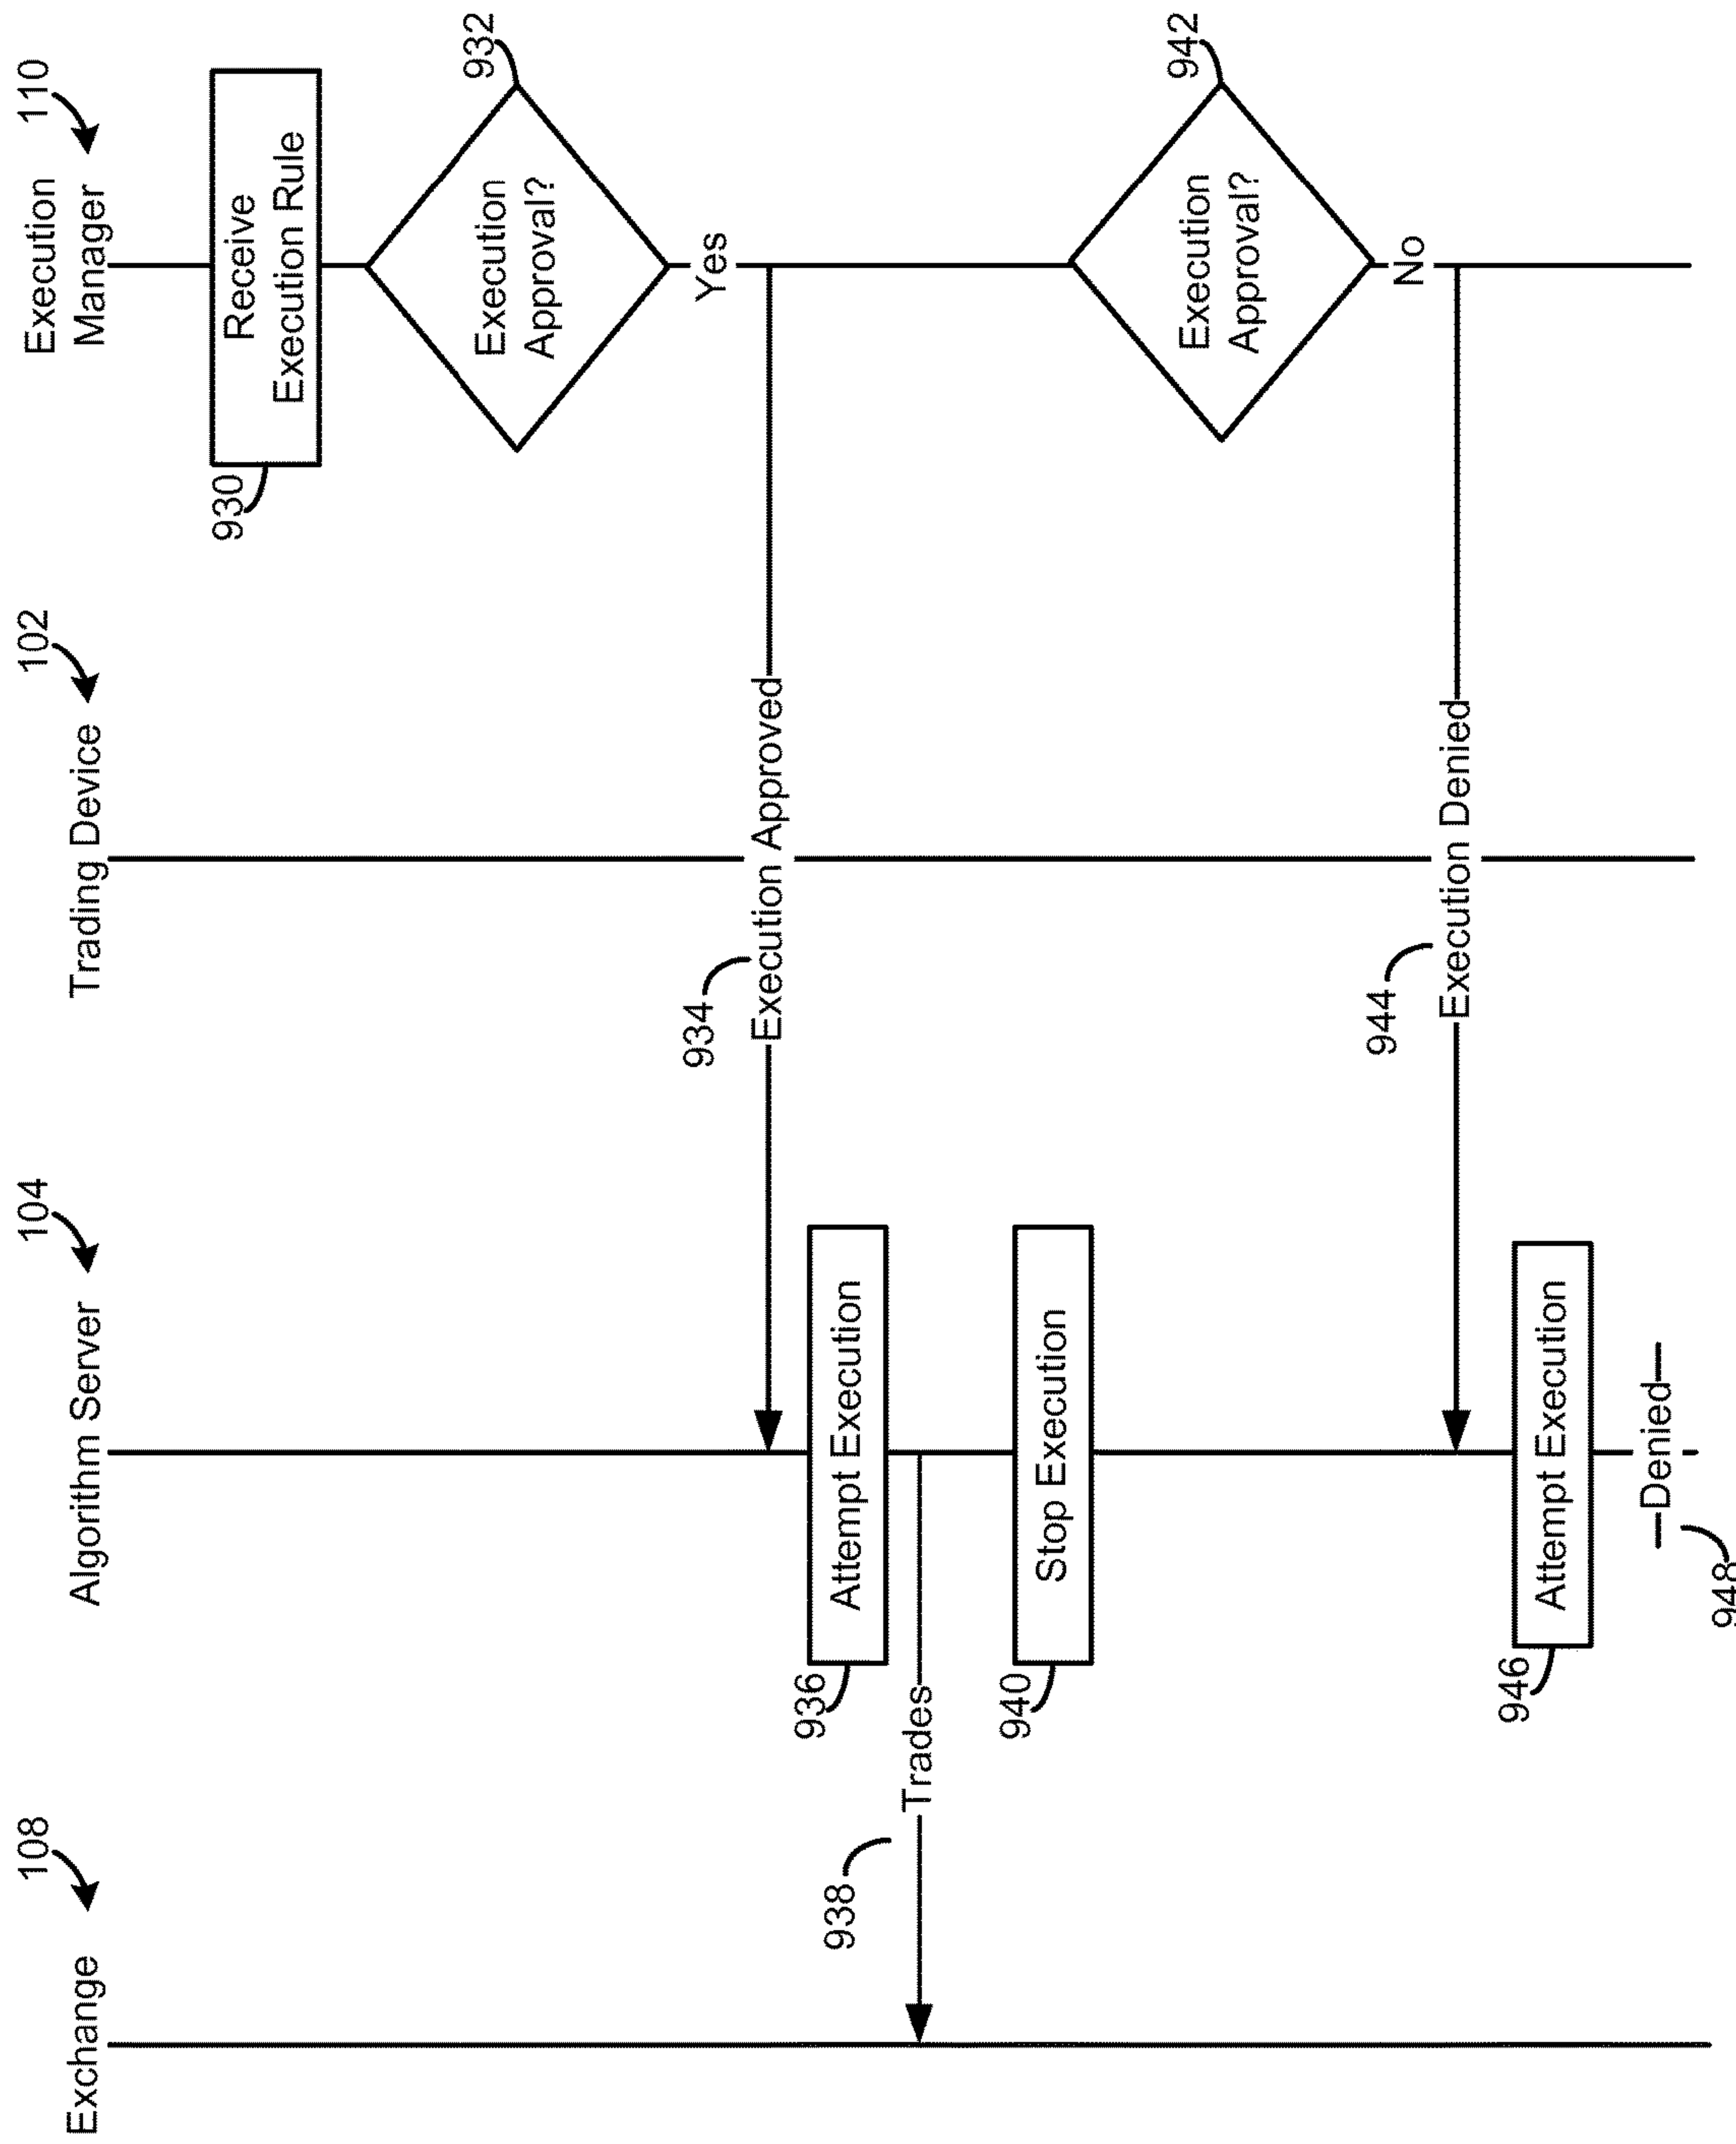 Exchange
108
Algorithm Server
104
Trading Device
102
Execution
Manager
110
Receive
Execution Rule
930
Execution
Approval?
932
Yes
Execution Approved
934
Attempt Execution
936
Trades
938
Stop Execution
940
Execution
Approval?
942
No
Execution Denied
944
Attempt Execution
946
Denied
948